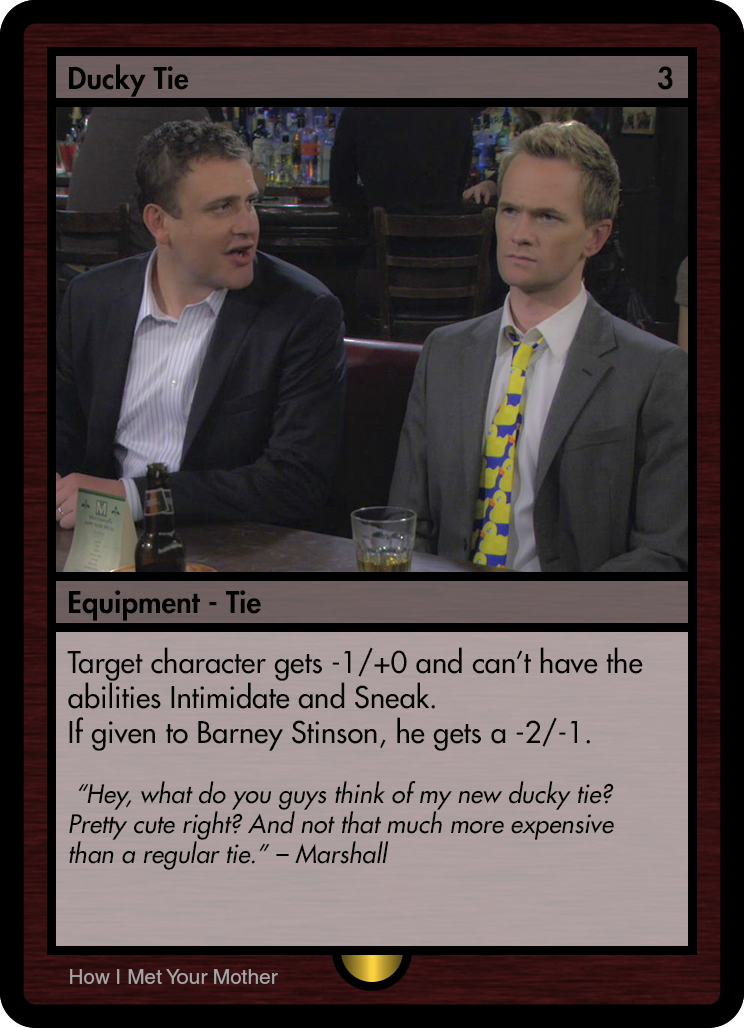 Ducky Tie 3
Equipment - Tie
Target character gets -1/+0 and can't have the
abilities Intimidate and Sneak.
If given to Barney Stinson, he gets a -2/-1.
"Hey, what do you guys think of my new ducky tie?
Pretty cute right? And not that much more expensive
than a regular tie." – Marshall
How I Met Your Mother